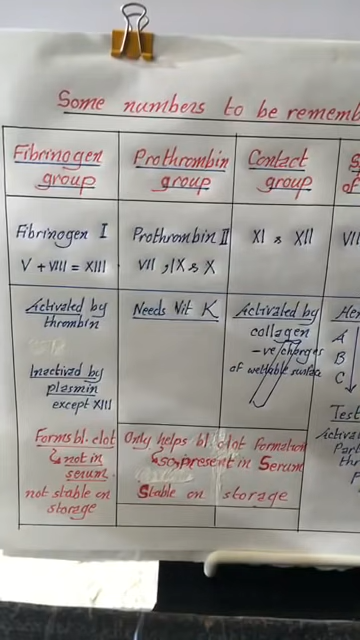 Some numbers to be rememb
Fibrinogen
group
Prothrombin
group
Contact
group
Fibrinogen I
V + VIII = XIII
Prothrombin II
VII , IX & X
XI & XII
VII
Activated by
thrombin
Inactivated by
plasmin
except XIII
Needs Vit K
Activated by
collagen
-ve charges
of wettable surface
A
B
C
Test
Forms bl. clot
not in
serum.
not stable on
storage
Only helps bl. clot formation
so, present in Serum
Stable on storage